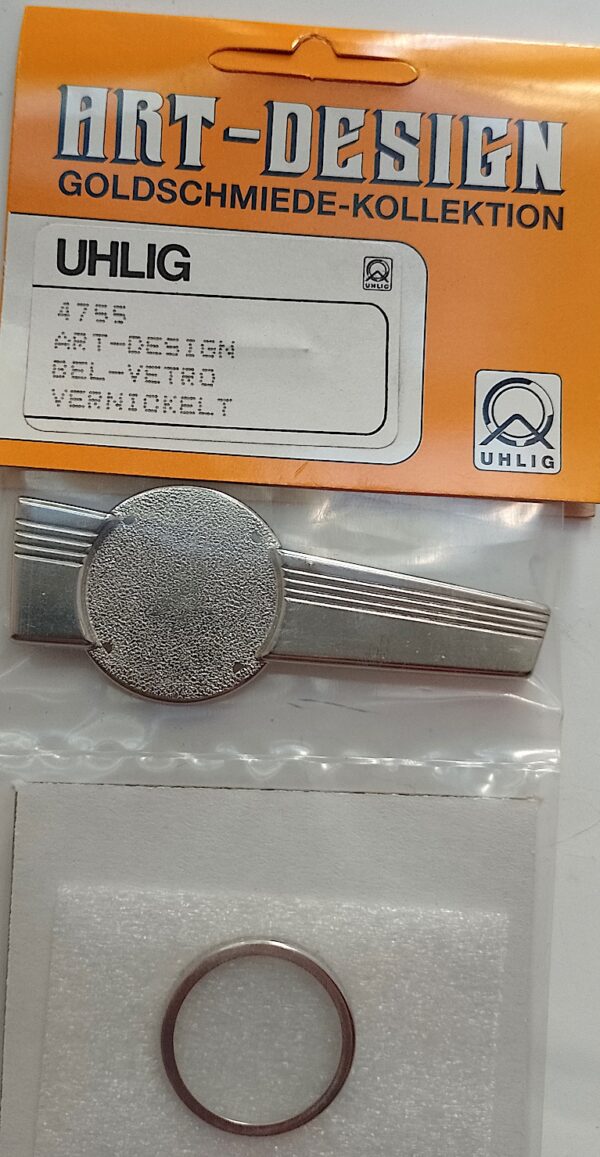 ART-DESIGN
GOLDSCHMIEDE-KOLLEKTION
UHLIG
UHLIG
4755
ART-DESIGN
BEL-VETRO
VERNICKELT
UHLIG